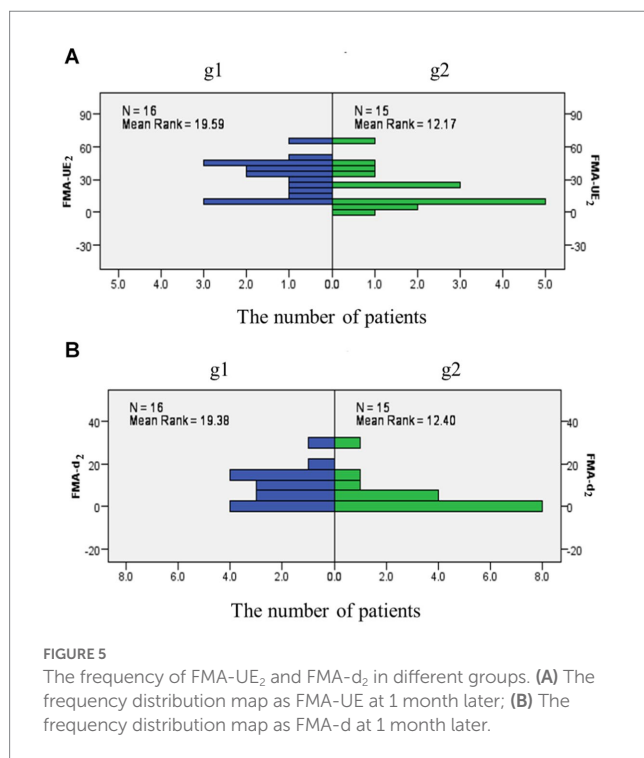 A
g1 g2
N = 16
Mean Rank = 19.59
N = 15
Mean Rank = 12.17
90 60 30 0 -30
FMA-UE2
90 60 30 0 -30
FMA-UE2
5.0 4.0 3.0 2.0 1.0 0.0 1.0 2.0 3.0 4.0 5.0
The number of patients
B
g1 g2
N = 16
Mean Rank = 19.38
N = 15
Mean Rank = 12.40
40 20 0 -20
FMA-d2
40 20 0 -20
FMA-d2
8.0 6.0 4.0 2.0 0.0 2.0 4.0 6.0 8.0
The number of patients
FIGURE 5
The frequency of FMA-UE2 and FMA-d2 in different groups. (A) The
frequency distribution map as FMA-UE at 1 month later; (B) The
frequency distribution map as FMA-d at 1 month later.